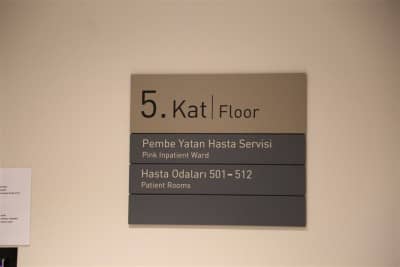 5. Kat | Floor
Pembe Yatan Hasta Servisi
Pink Inpatient Ward
Hasta Odaları 501-512
Patient Rooms